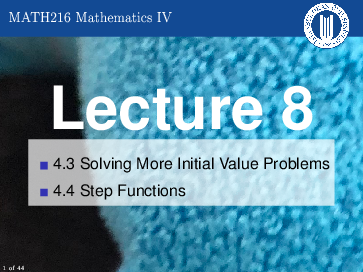 MATH216 Mathematics IV
Lecture 8
4.3 Solving More Initial Value Problems
4.4 Step Functions
1 of 44